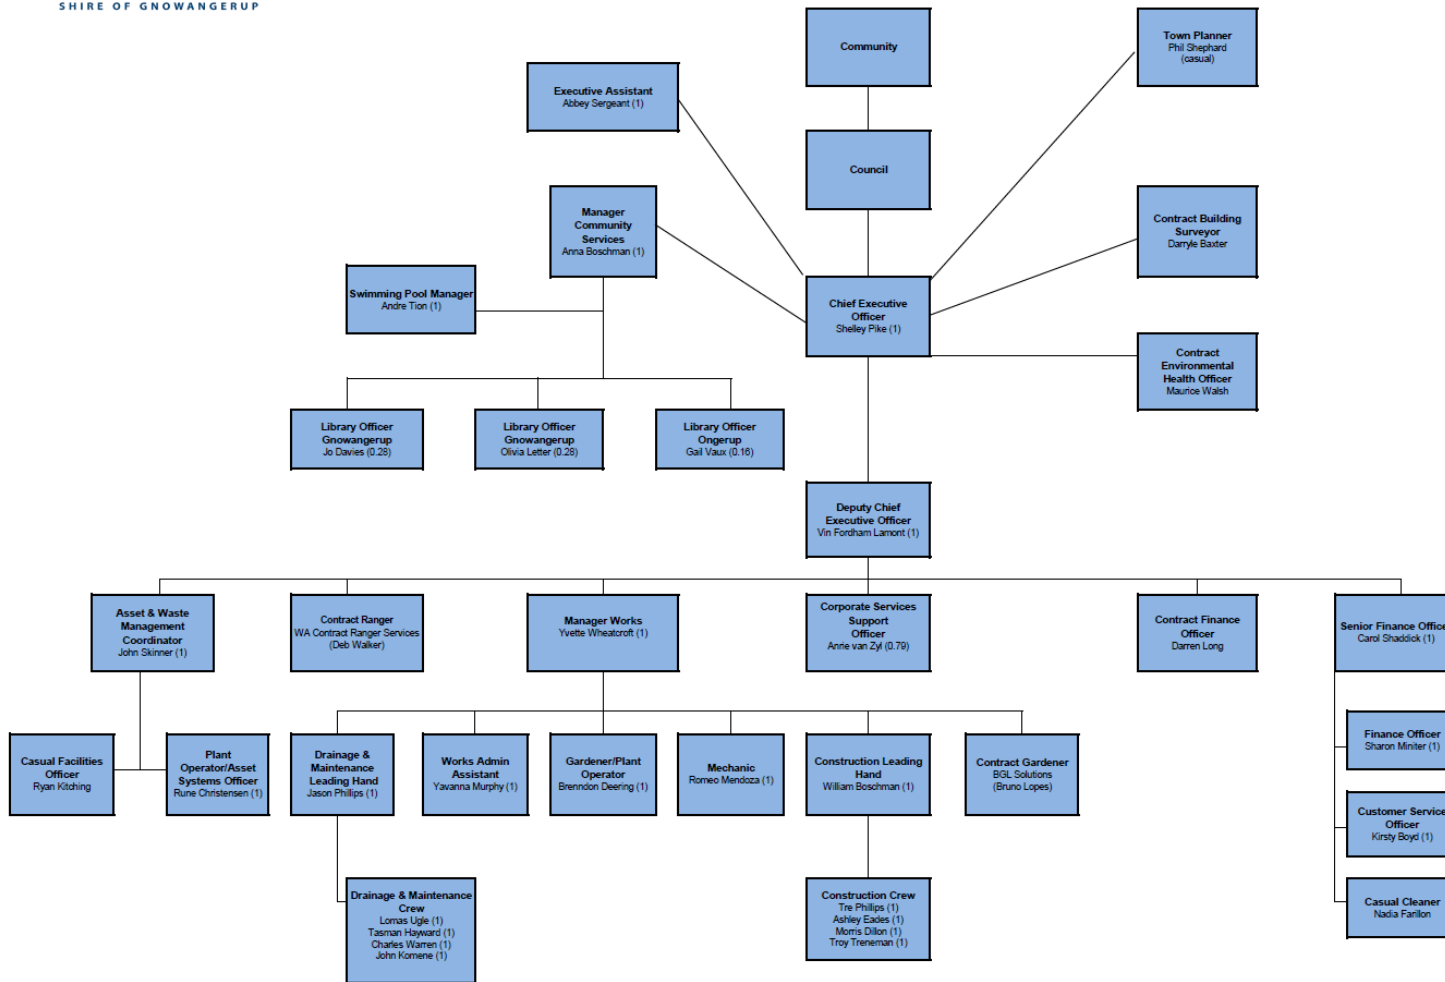 SHIRE OF GNOWANGERUP
Community
Town Planner
Phil Shephard
(casual)
Executive Assistant
Abbey Sergeant (1)
Council
Manager
Community
Services
Anna Boschman (1)
Contract Building
Surveyor
Darryle Baxter
Swimming Pool Manager
Andre Tion (1)
Chief Executive
Officer
Shelley Pike (1)
Contract
Environmental
Health Officer
Maurice Walsh
Library Officer
Gnowangerup
Jo Davies (0.28)
Library Officer
Gnowangerup
Olivia Letter (0.28)
Library Officer
Ongerup
Gail Vaux (0.16)
Deputy Chief
Executive Officer
Vin Fordham Lamont (1)
Asset & Waste
Management
Coordinator
John Skinner (1)
Contract Ranger
WA Contract Ranger Services
(Deb Walker)
Manager Works
Yvette Wheatcroft (1)
Corporate Services
Support
Officer
Anrie van Zyl (0.79)
Contract Finance
Officer
Darren Long
Senior Finance Office
Carol Shaddick (1)
Casual Facilities
Officer
Ryan Kitching
Plant
Operator/Asset
Systems Officer
Rune Christensen (1)
Drainage &
Maintenance
Leading Hand
Jason Phillips (1)
Works Admin
Assistant
Yavanna Murphy (1)
Gardener/Plant
Operator
Brenndon Deering (1)
Mechanic
Romeo Mendoza (1)
Construction Leading
Hand
William Boschman (1)
Contract Gardener
BGL Solutions
(Bruno Lopes)
Finance Officer
Sharon Miniter (1)
Customer Service
Officer
Kirsty Boyd (1)
Drainage & Maintenance
Crew
Lomas Ugle (1)
Tasman Hayward (1)
Charles Warren (1)
John Komene (1)
Construction Crew
Tre Phillips (1)
Ashley Eades (1)
Morris Dillon (1)
Troy Treneman (1)
Casual Cleaner
Nadia Farillon